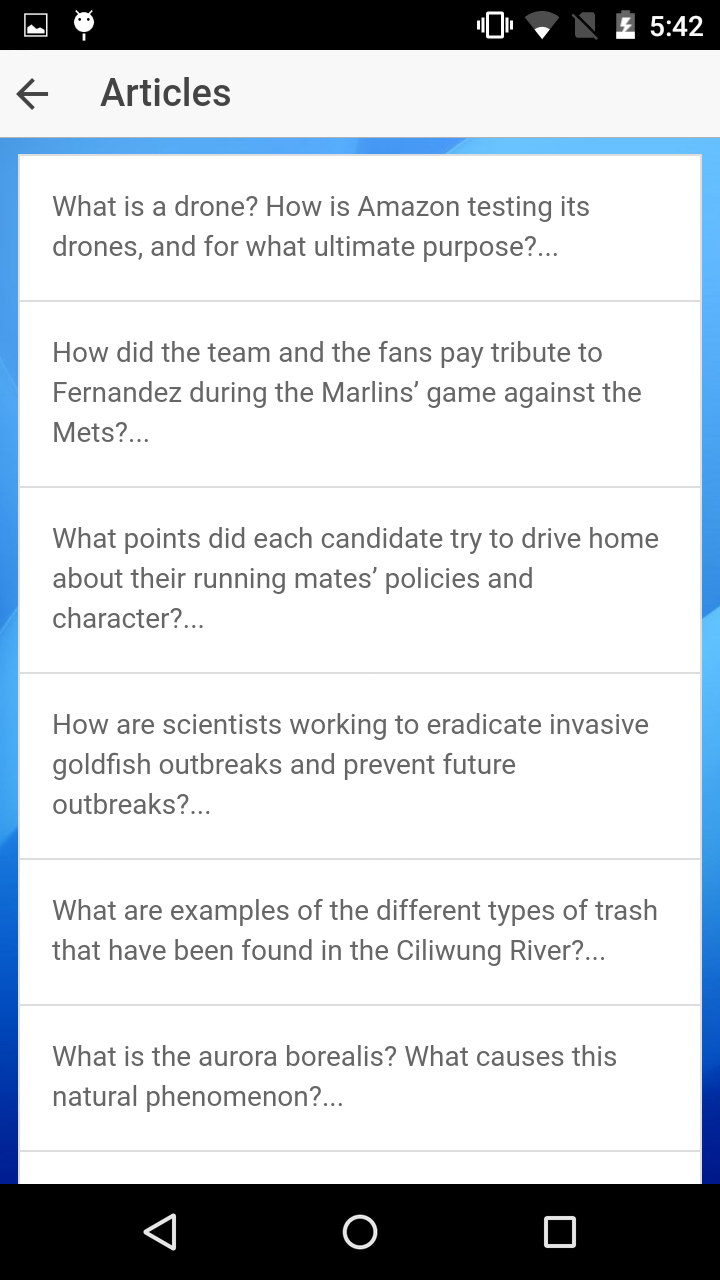 5:42
Articles
What is a drone? How is Amazon testing its
drones, and for what ultimate purpose?...
How did the team and the fans pay tribute to
Fernandez during the Marlins’ game against the
Mets?...
What points did each candidate try to drive home
about their running mates’ policies and
character?...
How are scientists working to eradicate invasive
goldfish outbreaks and prevent future
outbreaks?...
What are examples of the different types of trash
that have been found in the Ciliwung River?...
What is the aurora borealis? What causes this
natural phenomenon?...